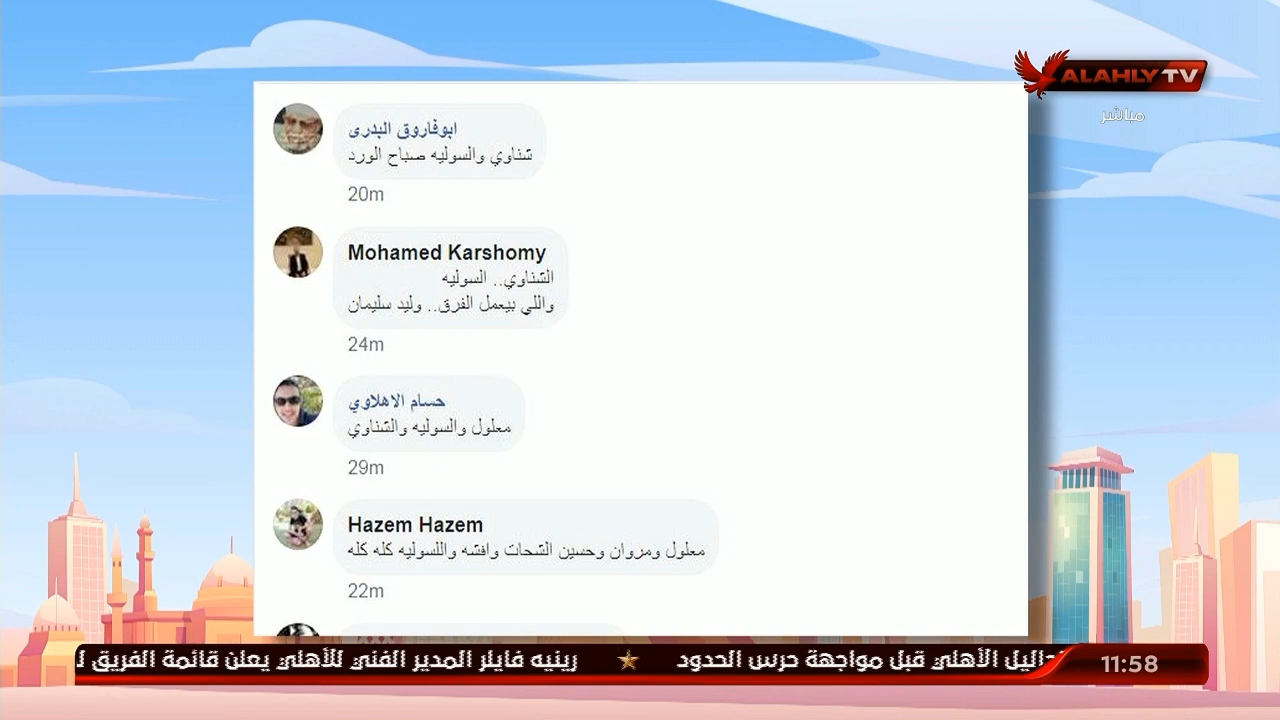 ALAHLY TV
مباشر
ابوفاروق البدرى
شناوي والسوليه صباح الورد
20m
Mohamed Karshomy
الشناوي.. السوليه
واللي بيعمل الفرق.. وليد سليمان
24m
حسام الاهلاوي
معلول والسوليه والشناوي
29m
Hazem Hazem
معلول ومروان وحسين الشحات وافشه واللسوليه كله كله
22m
الأهلي قبل مواجهة حرس الحدود ★ رينيه فايلر المدير الفني للأهلي يعلن قائمة الفريق
11:58